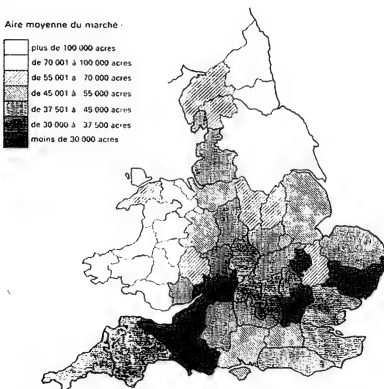 Aire moyenne du marché
plus de 100 000 acres
de 70 001 à 100 000 acres
de 55 001 à 70 000 acres
de 45 001 à 55 000 acres
de 37 501 à 45 000 acres
de 30 000 à 37 500 acres
moins de 30 000 acres